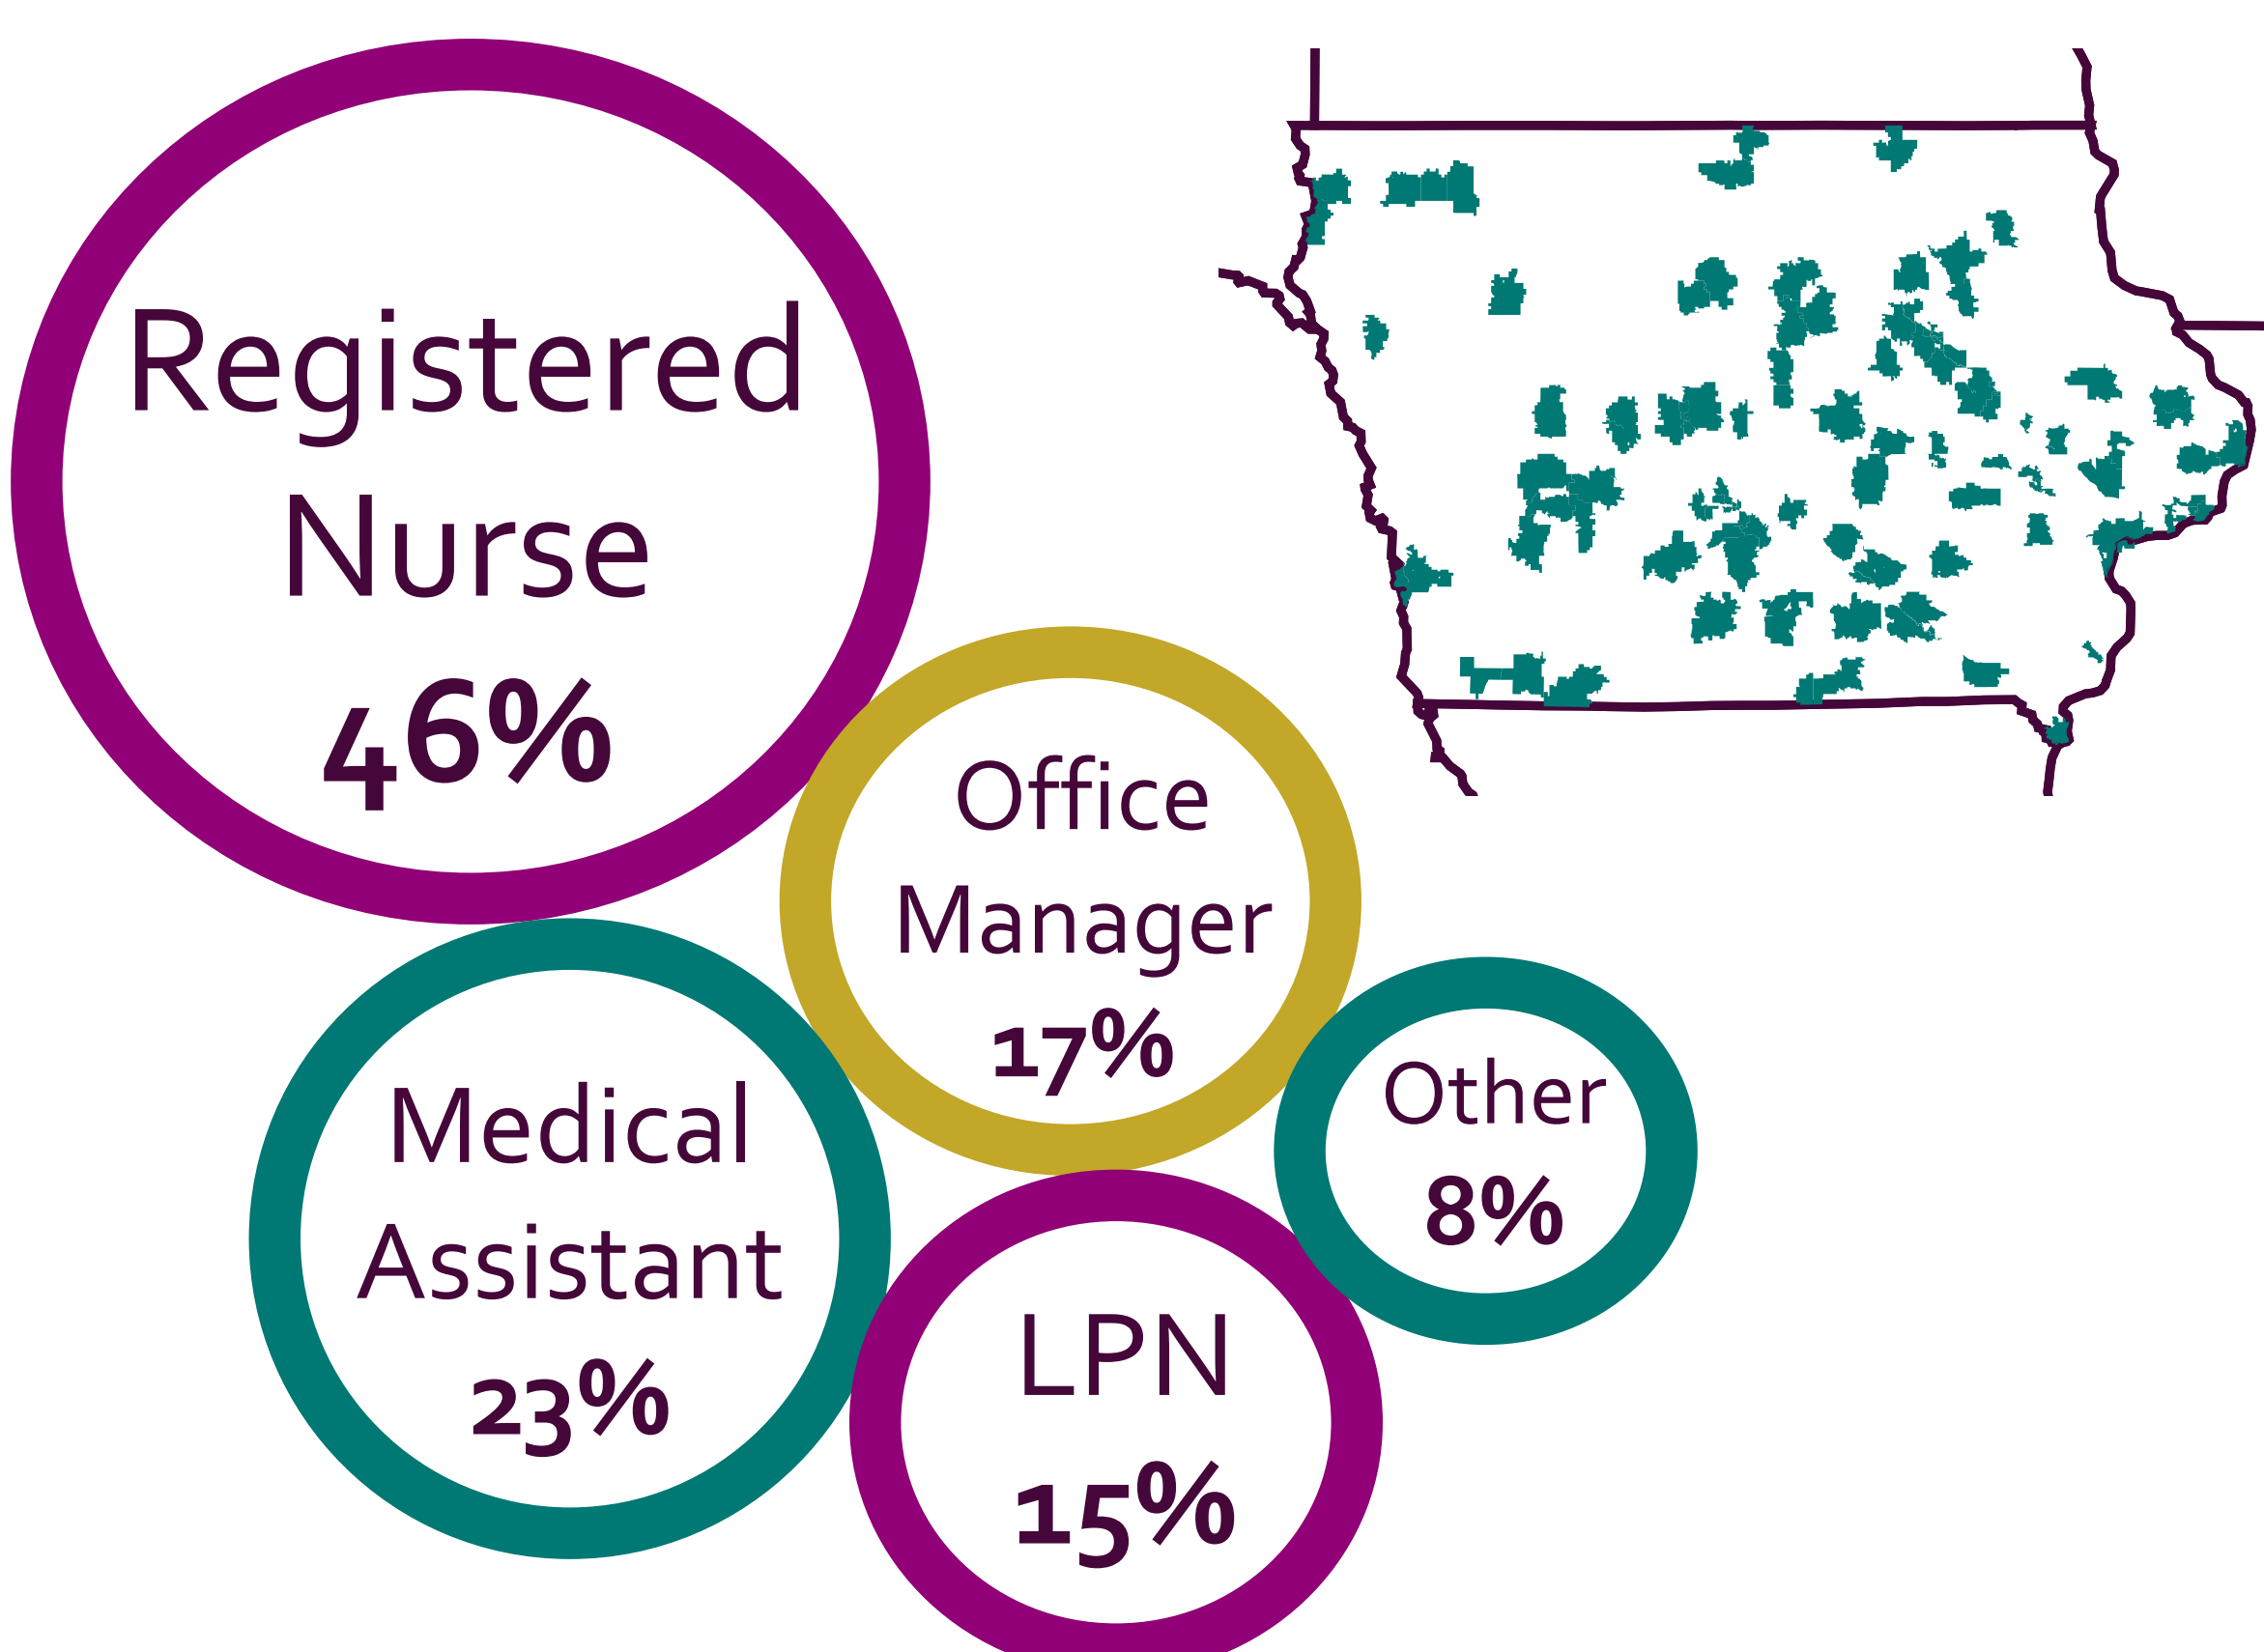 Registered
Nurse
46%
Office
Manager
17%
Medical
Assistant
23%
Other
8%
LPN
15%